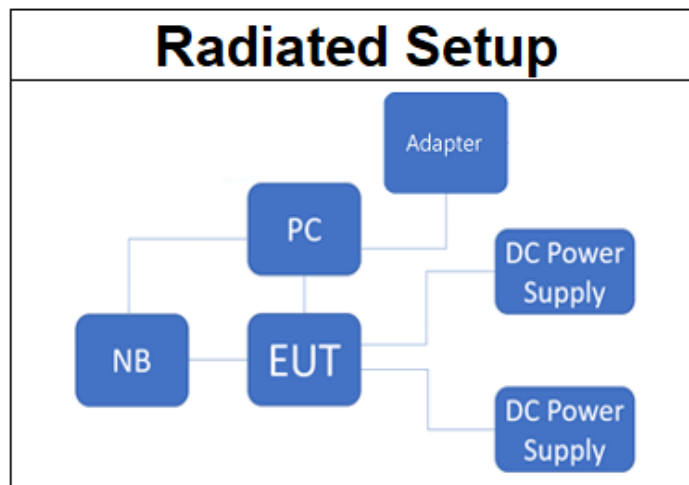 Radiated Setup
Adapter
PC
DC Power
Supply
NB
EUT
DC Power
Supply